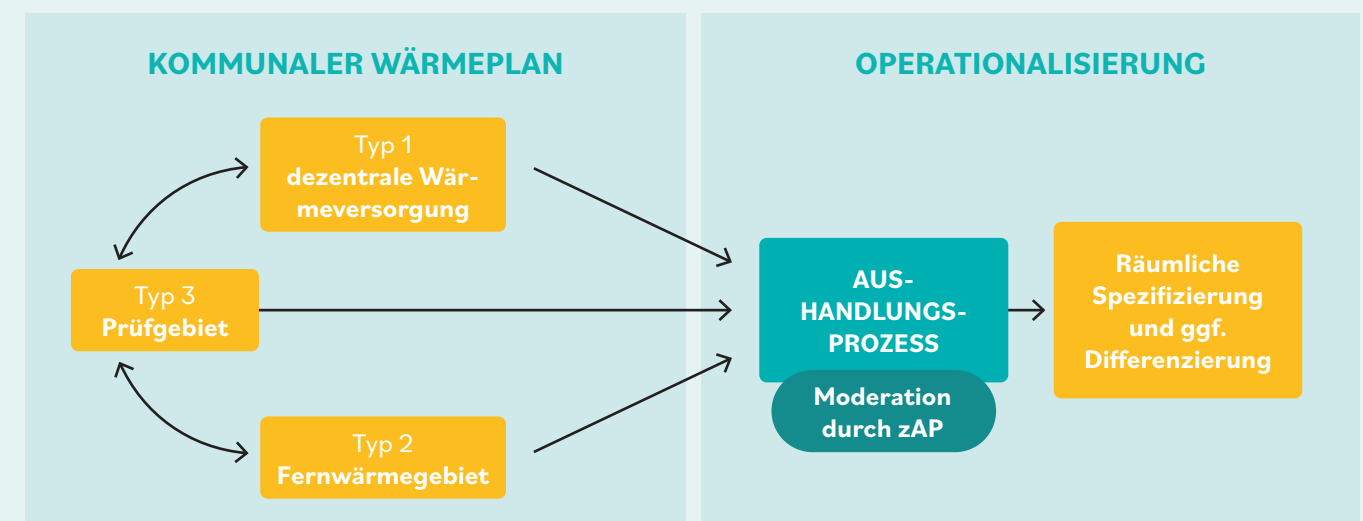 KOMMUNALER WÄRMEPLAN
Typ 1
dezentrale Wär-
meversorgung
Typ 3
Prüfgebiet
Typ 2
Fernwärmegebiet
OPERATIONALISIERUNG
AUS-
HANDLUNGS-
PROZESS
Moderation
durch zAP
Räumliche
Spezifizierung
und ggf.
Differenzierung